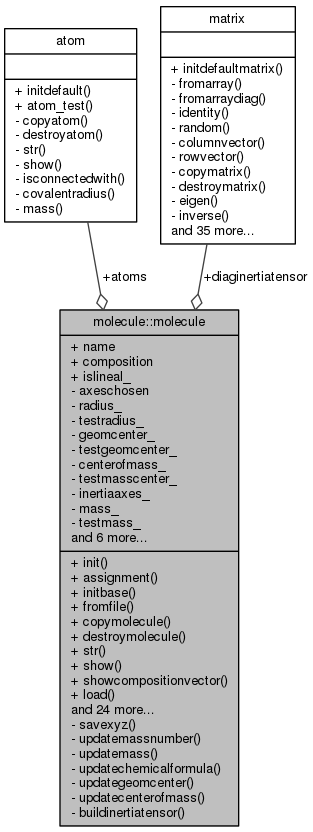 atom
+ initdefault()
+ atom_test()
- copyatom()
- destroyatom()
- str()
- show()
- isconnectedwith()
- covalentradius()
- mass()
matrix
+ initdefaultmatrix()
- fromarray()
- fromarraydiag()
- identity()
- random()
- columnvector()
- rowvector()
- copymatrix()
- destroymatrix()
- eigen()
- inverse()
and 35 more...
+atoms
+diaginertiatensor
molecule::molecule
+ name
+ composition
+ islineal_
- axeschosen
- radius_
- testradius_
- geomcenter_
- testgeomcenter_
- centerofmass_
- testmasscenter_
- inertiaaxes_
- mass_
- testmass_
and 6 more...
+ init()
+ assignment()
+ initbase()
+ fromfile()
+ copymolecule()
+ destroymolecule()
+ str()
+ show()
+ showcompositionvector()
+ load()
and 24 more...
- savexyz()
- updatemassnumber()
- updatemass()
- updatechemicalformula()
- updategeomcenter()
- updatecenterofmass()
- buildinertiatensor()